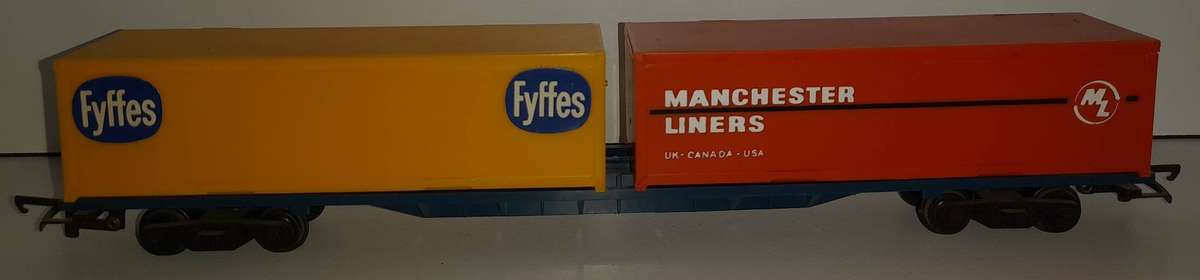 Fyffes
Fyffes
MANCHESTER
LINERS
UK - CANADA - USA
ML